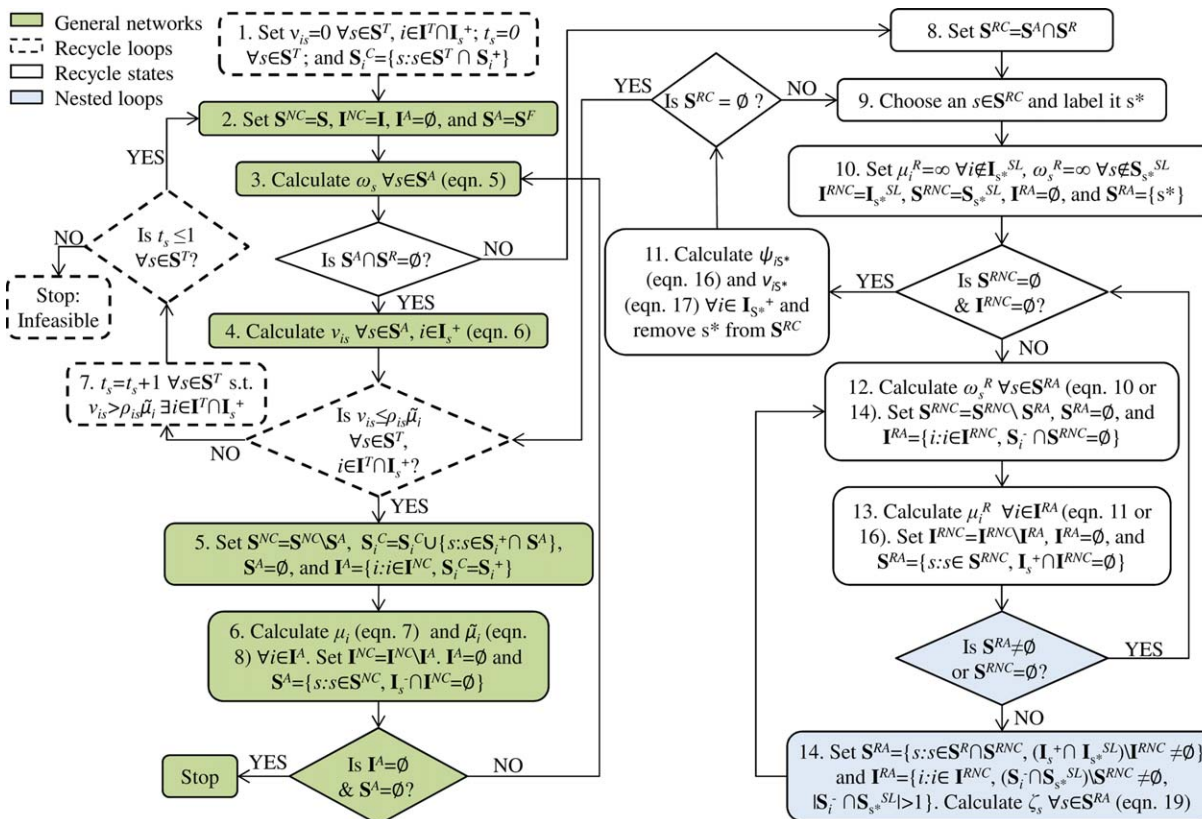 General networks
Recycle loops
Recycle states
Nested loops
1. Set ν_is=0 ∀s∈S^T, i∈I^T∩I_s^+; t_s=0
∀s∈S^T; and S_i^C={s:s∈S^T ∩ S_i^+}
2. Set S^NC=S, I^NC=I, I^A=∅, and S^A=S^F
3. Calculate ω_s ∀s∈S^A (eqn. 5)
Is S^A∩S^R=∅?
NO
YES
4. Calculate ν_is ∀s∈S^A, i∈I_s^+ (eqn. 6)
Is ν_is≤ρ_is μ̃_i
∀s∈S^T,
i∈I^T∩I_s^+?
NO
YES
7. t_s=t_s+1 ∀s∈S^T s.t.
ν_is>ρ_is μ̃_i ∃i∈I^T∩I_s^+
Is t_s ≤1
∀s∈S^T?
YES
NO
Stop:
Infeasible
5. Set S^NC=S^NC\S^A, S_i^C=S_i^C∪{s:s∈S_i^+∩ S^A},
S^A=∅, and I^A={i:i∈I^NC, S_i^C=S_i^+}
6. Calculate μ_i (eqn. 7) and μ̃_i (eqn.
8) ∀i∈I^A. Set I^NC=I^NC\I^A. I^A=∅ and
S^A={s:s∈S^NC, I_s^-∩I^NC=∅}
Is I^A=∅
& S^A=∅?
YES
NO
Stop
8. Set S^RC=S^A∩S^R
Is S^RC = ∅ ?
YES
NO
9. Choose an s∈S^RC and label it s*
10. Set μ_i^R=∞ ∀i∉I_s*^SL, ω_s^R=∞ ∀s∉S_s*^SL
I^RNC=I_s*^SL, S^RNC=S_s*^SL, I^RA=∅, and S^RA={s*}
Is S^RNC=∅
& I^RNC=∅?
YES
NO
11. Calculate ψ_iS*
(eqn. 16) and ν_iS*
(eqn. 17) ∀i∈ I_S*^+ and
remove s* from S^RC
12. Calculate ω_s^R ∀s∈S^RA (eqn. 10 or
14). Set S^RNC=S^RNC\ S^RA, S^RA=∅, and
I^RA={i:i∈I^RNC, S_i^-∩S^RNC=∅}
13. Calculate μ_i^R ∀i∈I^RA (eqn. 11 or
16). Set I^RNC=I^RNC\I^RA, I^RA=∅, and
S^RA={s:s∈ S^RNC, I_s^+∩I^RNC=∅}
Is S^RA≠∅
or S^RNC=∅?
YES
NO
14. Set S^RA={s:s∈S^R∩S^RNC, (I_s^+∩ I_s*^SL)\I^RNC ≠∅}
and I^RA={i:i∈ I^RNC, (S_i^-∩S_s*^SL)\S^RNC ≠∅,
|S_i^- ∩S_s*^SL|>1}. Calculate ζ_s ∀s∈S^RA (eqn. 19)